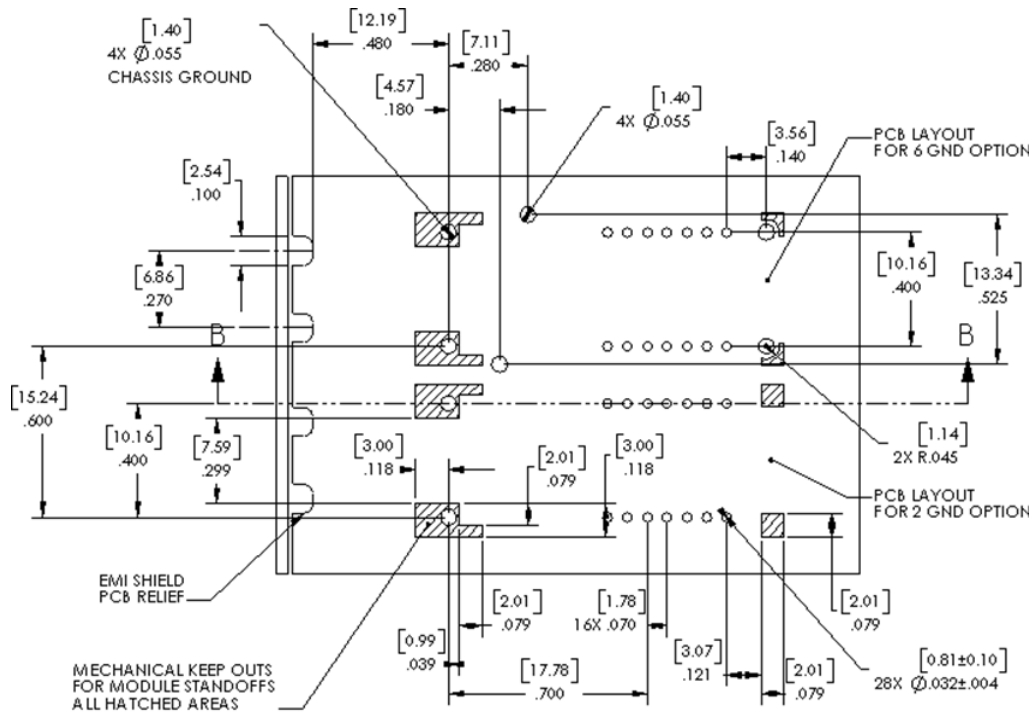 [12.19]
.480
[1.40]
4X Ø.055
CHASSIS GROUND
[7.11]
.280
[4.57]
.180
[1.40]
4X Ø.055
[3.56]
.140
PCB LAYOUT
FOR 6 GND OPTION
[2.54]
.100
[6.86]
.270
[10.16]
.400
[13.34]
.525
B
B
[15.24]
.600
[10.16]
.400
[7.59]
.299
[3.00]
.118
[2.01]
.079
[3.00]
.118
[1.14]
2X R.045
PCB LAYOUT
FOR 2 GND OPTION
EMI SHIELD
PCB RELIEF
[2.01]
.079
[1.78]
16X .070
[2.01]
.079
[0.99]
.039
[3.07]
.121
[0.81±0.10]
28X Ø.032±.004
MECHANICAL KEEP OUTS
FOR MODULE STANDOFFS
ALL HATCHED AREAS
[17.78]
.700
[2.01]
.079